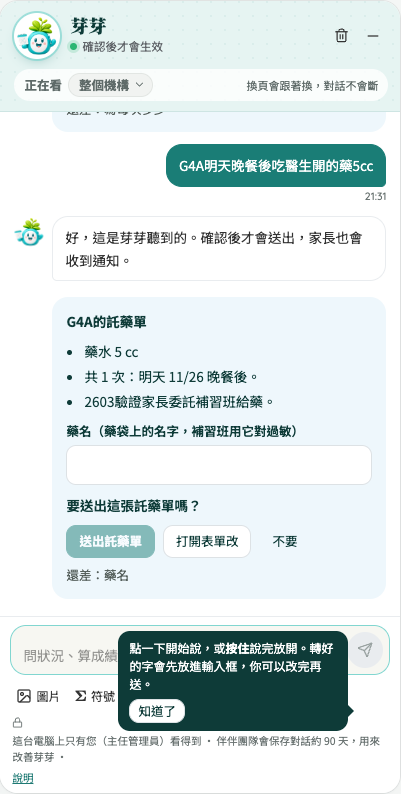 芽芽
確認後才會生效
正在看 整個機構 換頁會跟著換，對話不會斷
G4A明天晚餐後吃醫生開的藥5cc
21:31
好，這是芽芽聽到的。確認後才會送出，家長也會
收到通知。
G4A的託藥單
• 藥水 5 cc
• 共 1 次：明天 11/26 晚餐後。
• 2603驗證家長委託補習班給藥。
藥名（藥袋上的名字，補習班用它對過敏）
要送出這張託藥單嗎？
送出託藥單 打開表單改 不要
還差：藥名
問狀況、算成績
點一下開始說，或按住說完放開。轉好
的字會先放進輸入框，你可以改完再
送。
知道了
圖片 Σ 符號
這台電腦上只有您（主任管理員）看得到 · 伴伴團隊會保存對話約 90 天，用來
改善芽芽 ·
說明